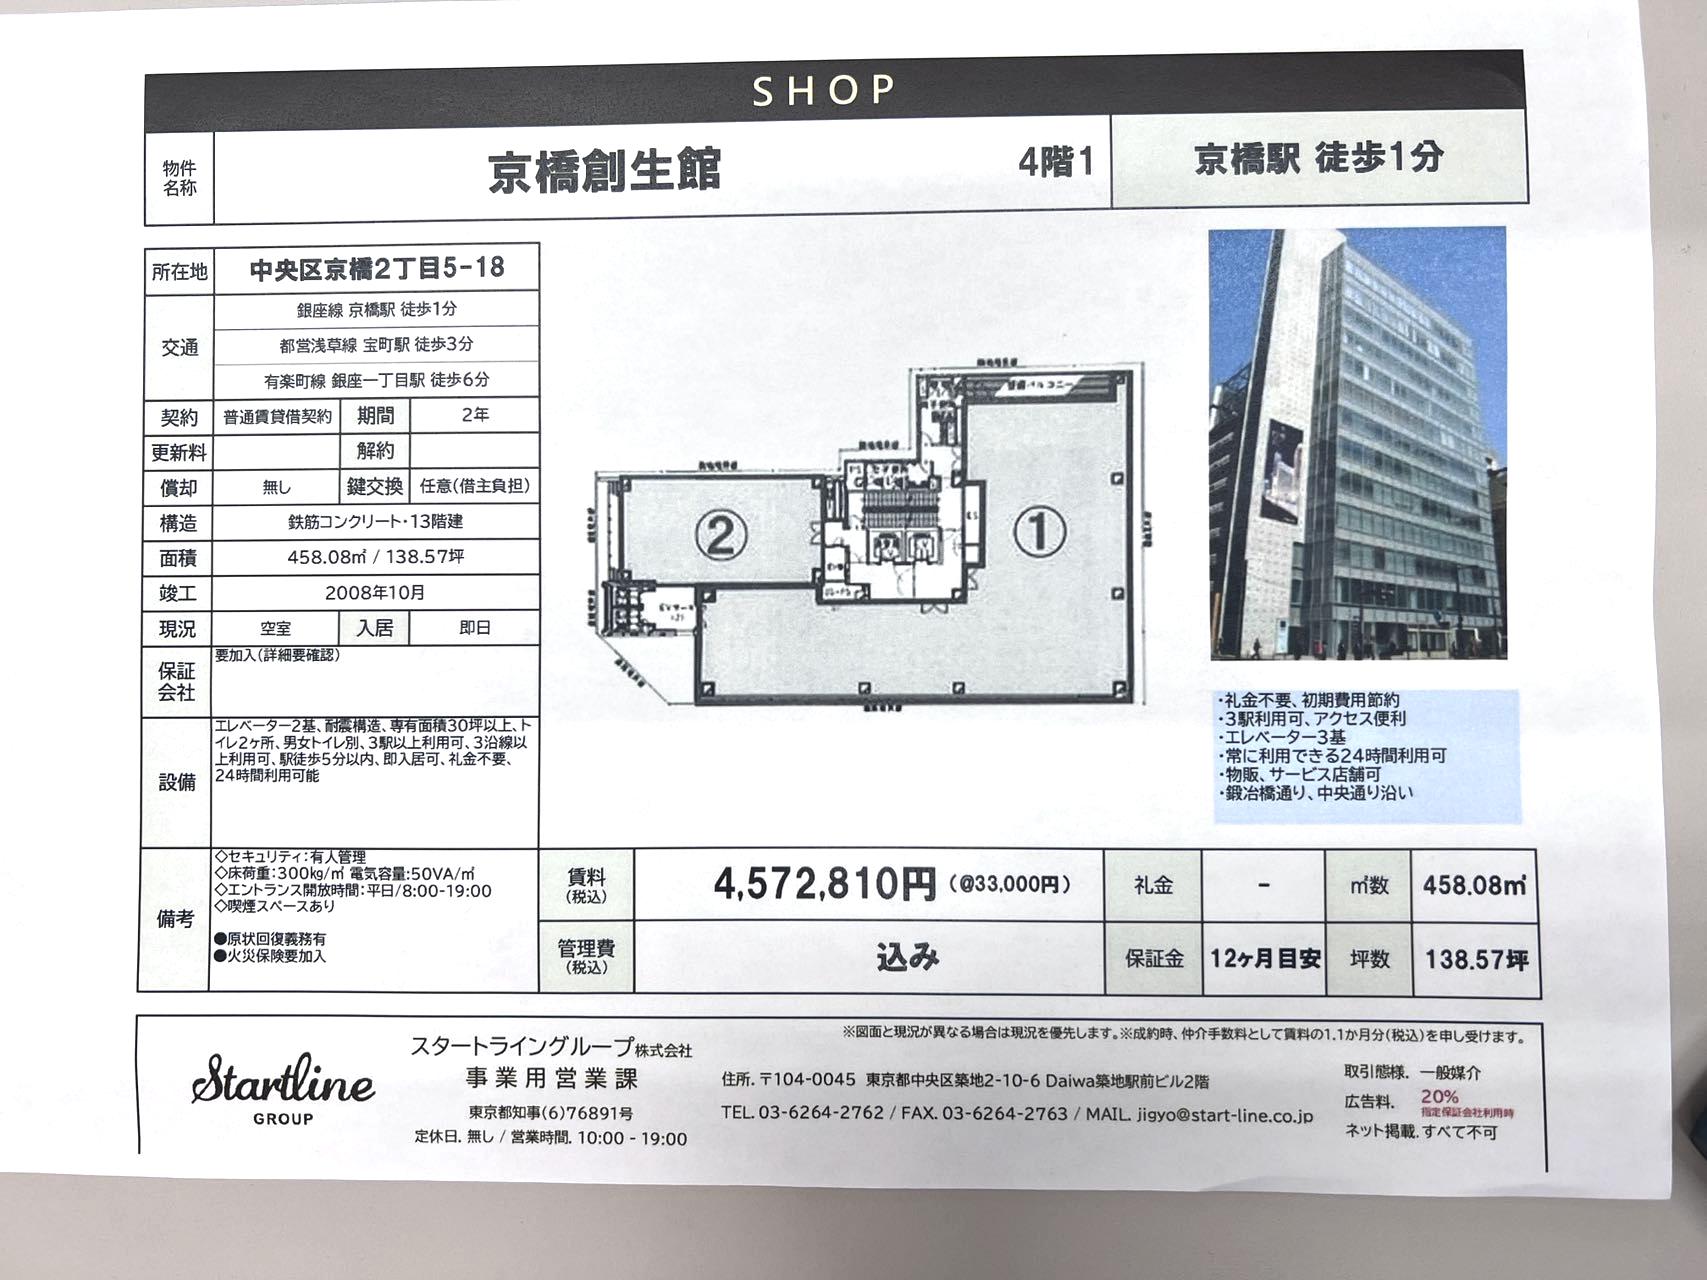 SHOP
物件名称
京橋創生館 4階1
京橋駅 徒歩1分
所在地 中央区京橋2丁目5-18
交通
銀座線 京橋駅 徒歩1分
都営浅草線 宝町駅 徒歩3分
有楽町線 銀座一丁目駅 徒歩6分
契約 普通賃貸借契約 期間 2年
更新料 解約
償却 無し 鍵交換 任意(借主負担)
構造 鉄筋コンクリート・13階建
面積 458.08㎡ / 138.57坪
竣工 2008年10月
現況 空室 入居 即日
保証会社
要加入(詳細要確認)
設備
エレベーター2基、耐震構造、専有面積30坪以上、ト
イレ2ヶ所、男女トイレ別、3駅以上利用可、3沿線以
上利用可、駅徒歩5分以内、即入居可、礼金不要、
24時間利用可能
備考
◇セキュリティ:有人管理
◇床荷重:300kg/㎡ 電気容量:50VA/㎡
◇エントランス開放時間:平日/8:00-19:00
◇喫煙スペースあり
●原状回復義務有
●火災保険要加入
②
①
・礼金不要、初期費用節約
・3駅利用可、アクセス便利
・エレベーター3基
・常に利用できる24時間利用可
・物販、サービス店舗可
・鍛冶橋通り、中央通り沿い
賃料(税込) 4,572,810円 (@33,000円) 礼金 - ㎡数 458.08㎡
管理費(税込) 込み 保証金 12ヶ月目安 坪数 138.57坪
※図面と現況が異なる場合は現況を優先します。※成約時、仲介手数料として賃料の1.1か月分(税込)を申し受けます。
Startline
GROUP
スタートライングループ株式会社
事業用営業課
東京都知事(6)76891号
定休日. 無し / 営業時間. 10:00 - 19:00
住所. 〒104-0045 東京都中央区築地2-10-6 Daiwa築地駅前ビル2階
TEL. 03-6264-2762 / FAX. 03-6264-2763 / MAIL. jigyo@start-line.co.jp
取引態様. 一般媒介
広告料. 20%
指定保証会社利用時
ネット掲載. すべて不可